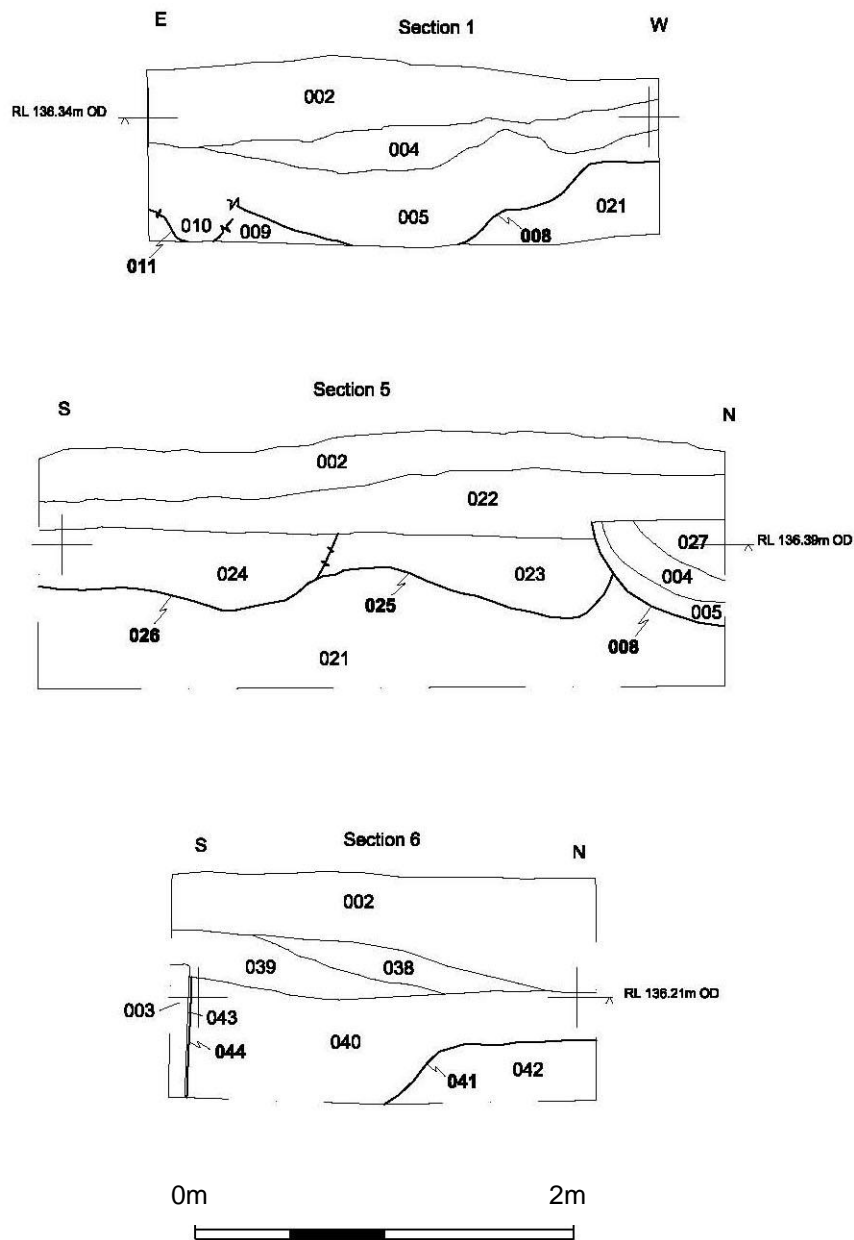 E
Section 1
W
RL 136.34m OD
002
004
005
010
009
021
008
011
Section 5
S
N
002
022
027
RL 136.39m OD
024
023
004
025
005
026
008
021
Section 6
S
N
002
039
038
RL 136.21m OD
003
043
040
044
041
042
0m
2m